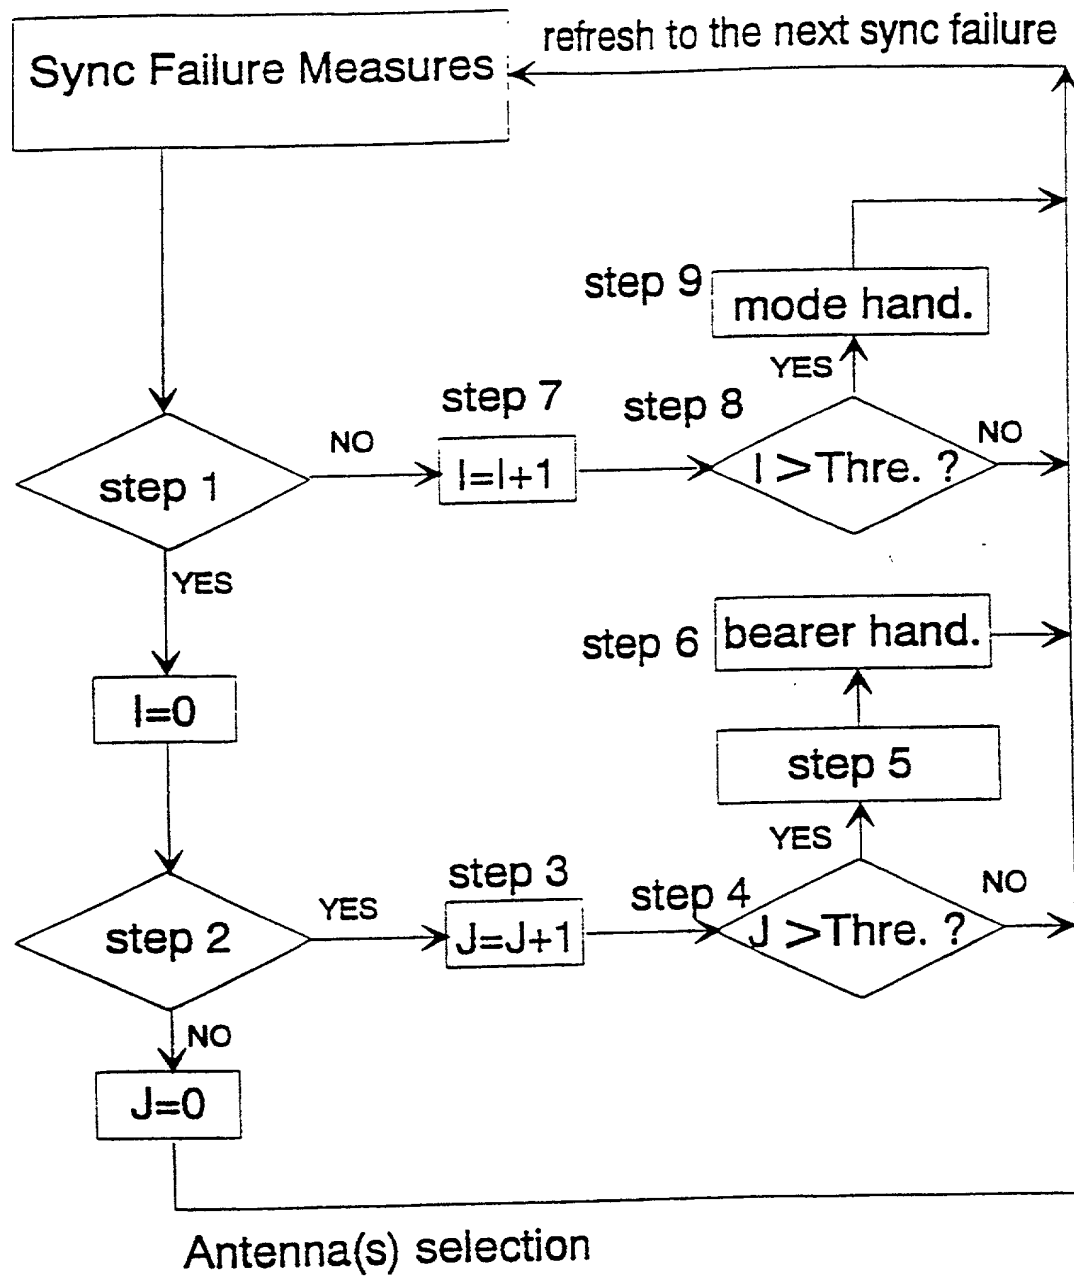 refresh to the next sync failure
Sync Failure Measures
step 9
mode hand.
YES
step 7
step 8
NO
NO
step 1
I=I+1
I >Thre. ?
YES
step 6
bearer hand.
I=0
step 5
YES
step 3
step 4
NO
YES
step 2
J=J+1
J >Thre. ?
NO
J=0
Antenna(s) selection